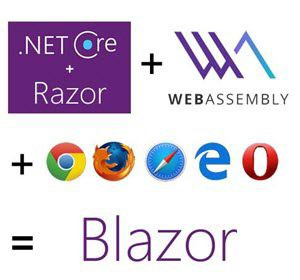 .NET Core
+
Razor
+
WEBASSEMBLY
+
= Blazor